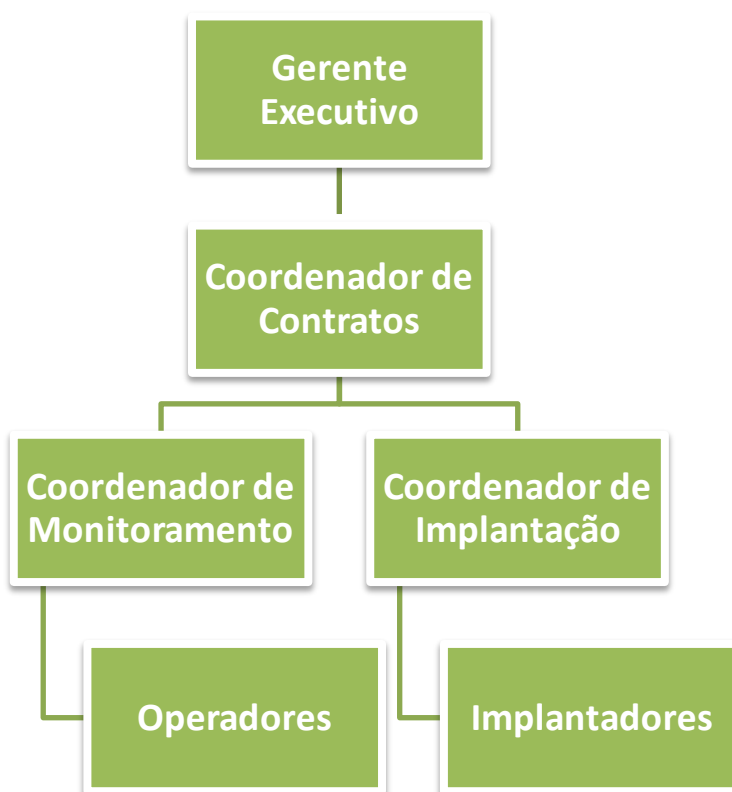 Gerente
Executivo
Coordenador de
Contratos
Coordenador de
Monitoramento
Coordenador de
Implantação
Operadores
Implantadores